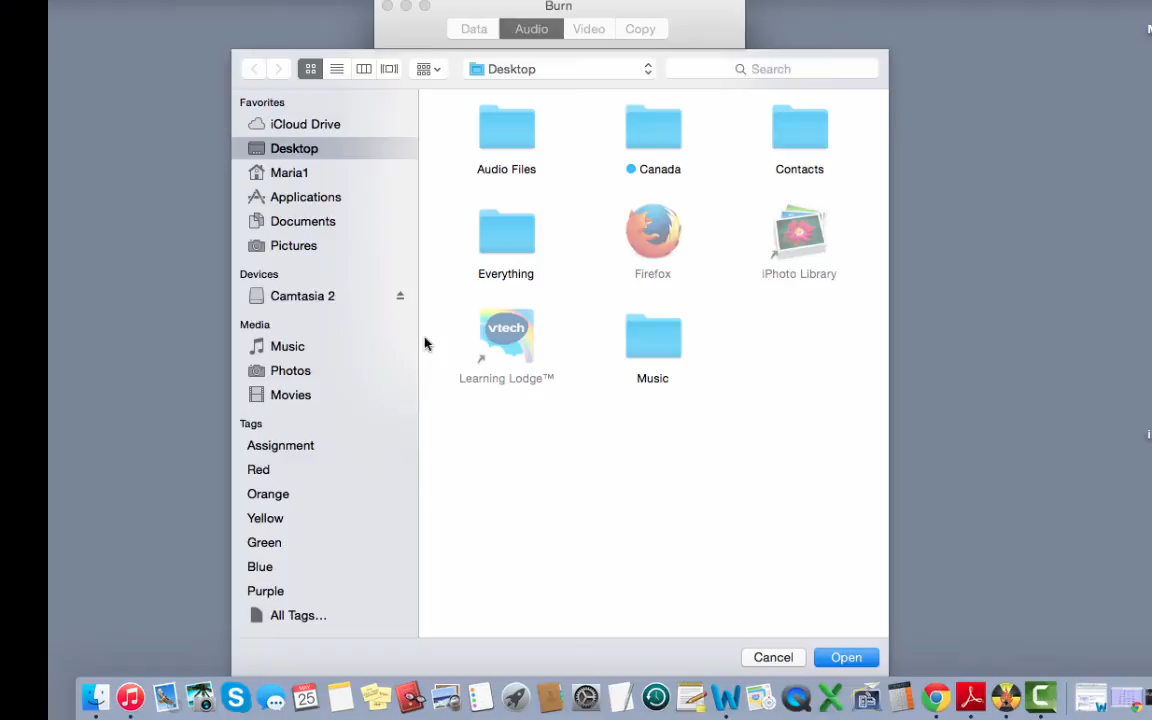 Burn
Data Audio Video Copy
Desktop Search
Favorites
iCloud Drive
Desktop
Maria1
Applications
Documents
Pictures
Devices
Camtasia 2
Media
Music
Photos
Movies
Tags
Assignment
Red
Orange
Yellow
Green
Blue
Purple
All Tags...
Audio Files Canada Contacts
Everything Firefox iPhoto Library
vtech
Learning Lodge™ Music
Cancel Open
25